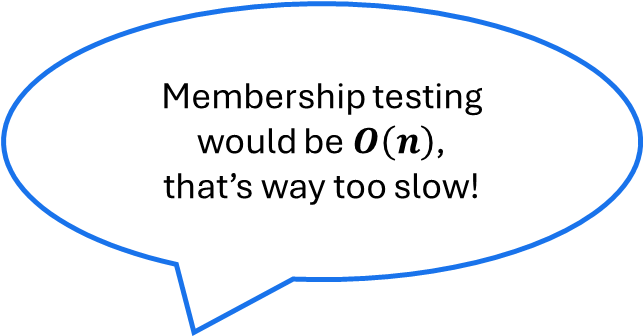 Membership testing
would be O(n),
that’s way too slow!